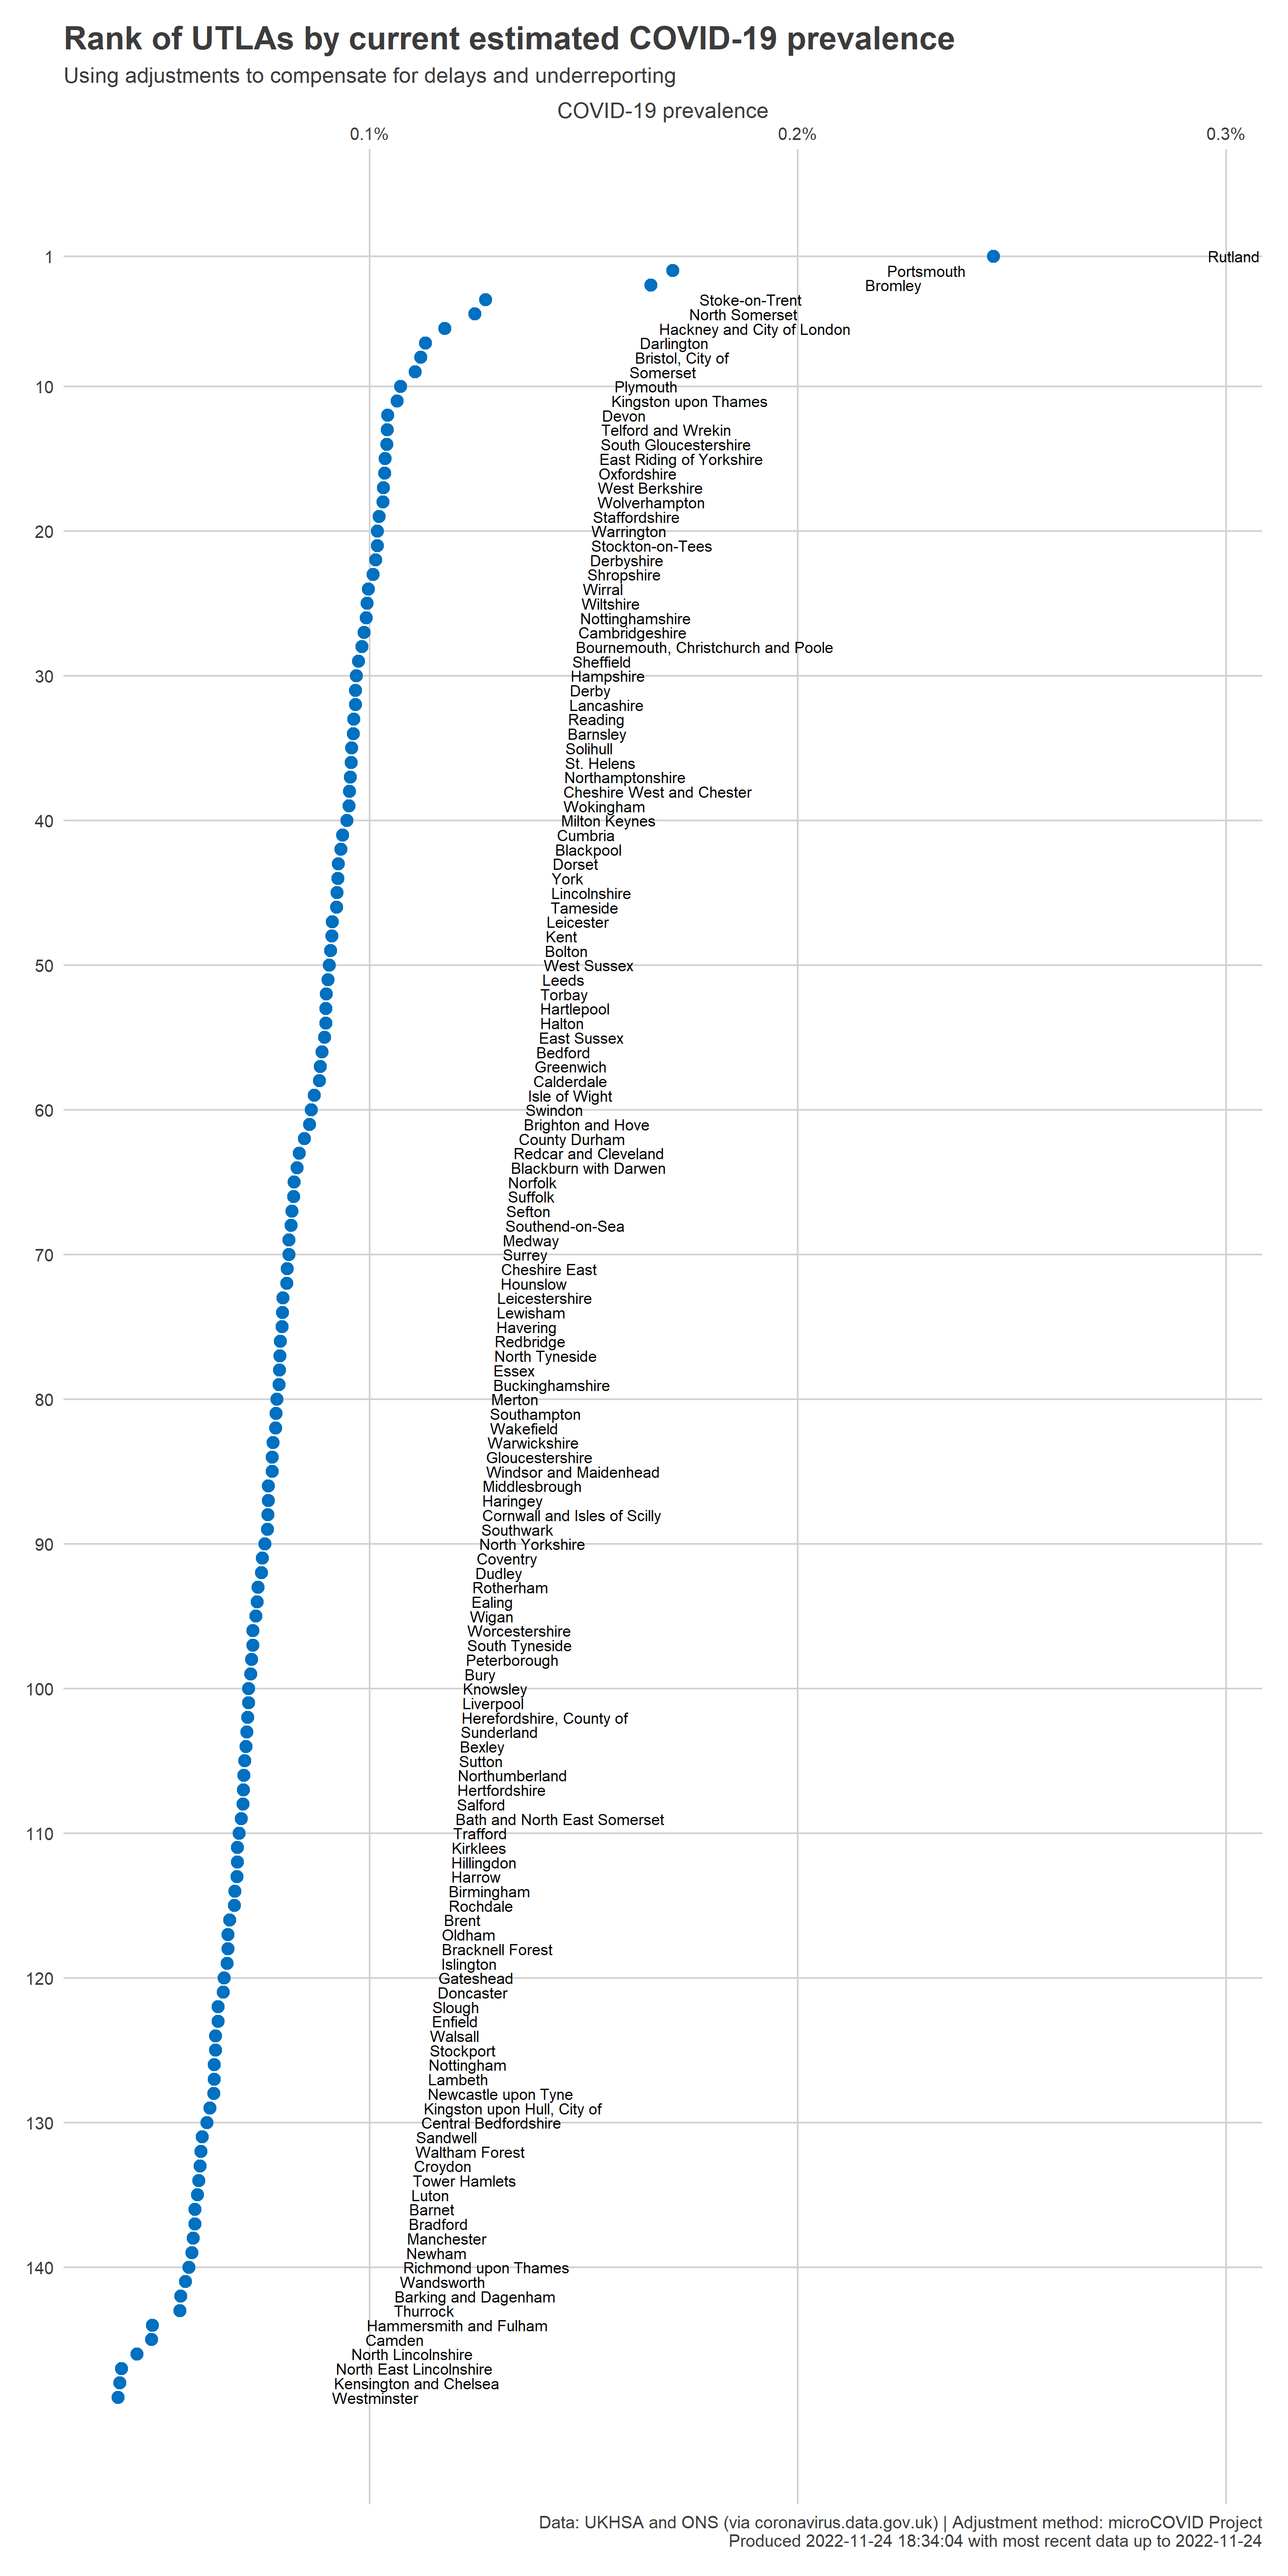 Rank of UTLAs by current estimated COVID-19 prevalence
Using adjustments to compensate for delays and underreporting
COVID-19 prevalence
0.1% 0.2% 0.3%
1 Rutland
Portsmouth
Bromley
Stoke-on-Trent
North Somerset
Hackney and City of London
Darlington
Bristol, City of
Somerset
10 Plymouth
Kingston upon Thames
Devon
Telford and Wrekin
South Gloucestershire
East Riding of Yorkshire
Oxfordshire
West Berkshire
Wolverhampton
Staffordshire
20 Warrington
Stockton-on-Tees
Derbyshire
Shropshire
Wirral
Wiltshire
Nottinghamshire
Cambridgeshire
Bournemouth, Christchurch and Poole
Sheffield
30 Hampshire
Derby
Lancashire
Reading
Barnsley
Solihull
St. Helens
Northamptonshire
Cheshire West and Chester
Wokingham
40 Milton Keynes
Cumbria
Blackpool
Dorset
York
Lincolnshire
Tameside
Leicester
Kent
Bolton
50 West Sussex
Leeds
Torbay
Hartlepool
Halton
East Sussex
Bedford
Greenwich
Calderdale
Isle of Wight
60 Swindon
Brighton and Hove
County Durham
Redcar and Cleveland
Blackburn with Darwen
Norfolk
Suffolk
Sefton
Southend-on-Sea
Medway
70 Surrey
Cheshire East
Hounslow
Leicestershire
Lewisham
Havering
Redbridge
North Tyneside
Essex
Buckinghamshire
80 Merton
Southampton
Wakefield
Warwickshire
Gloucestershire
Windsor and Maidenhead
Middlesbrough
Haringey
Cornwall and Isles of Scilly
Southwark
90 North Yorkshire
Coventry
Dudley
Rotherham
Ealing
Wigan
Worcestershire
South Tyneside
Peterborough
Bury
100 Knowsley
Liverpool
Herefordshire, County of
Sunderland
Bexley
Sutton
Northumberland
Hertfordshire
Salford
Bath and North East Somerset
110 Trafford
Kirklees
Hillingdon
Harrow
Birmingham
Rochdale
Brent
Oldham
Bracknell Forest
Islington
120 Gateshead
Doncaster
Slough
Enfield
Walsall
Stockport
Nottingham
Lambeth
Newcastle upon Tyne
Kingston upon Hull, City of
130 Central Bedfordshire
Sandwell
Waltham Forest
Croydon
Tower Hamlets
Luton
Barnet
Bradford
Manchester
Newham
140 Richmond upon Thames
Wandsworth
Barking and Dagenham
Thurrock
Hammersmith and Fulham
Camden
North Lincolnshire
North East Lincolnshire
Kensington and Chelsea
Westminster
Data: UKHSA and ONS (via coronavirus.data.gov.uk) | Adjustment method: microCOVID Project
Produced 2022-11-24 18:34:04 with most recent data up to 2022-11-24